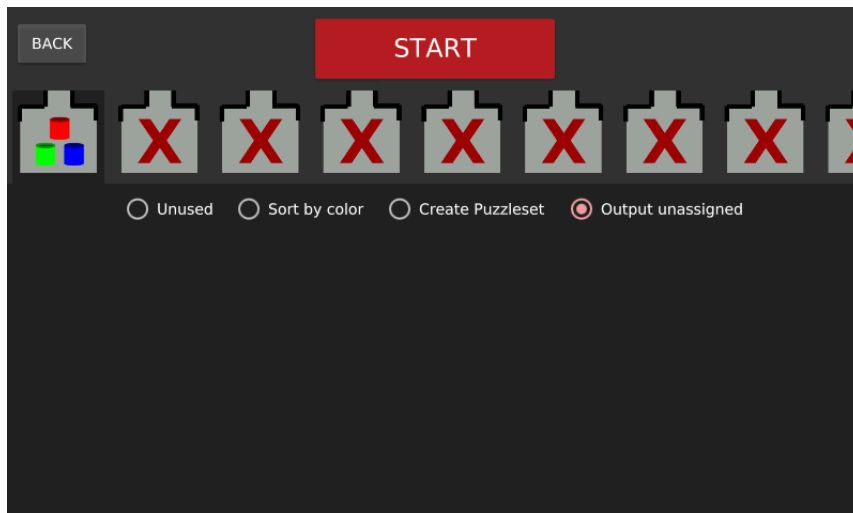 BACK
START
X X X X X X X
Unused Sort by color Create Puzzleset Output unassigned